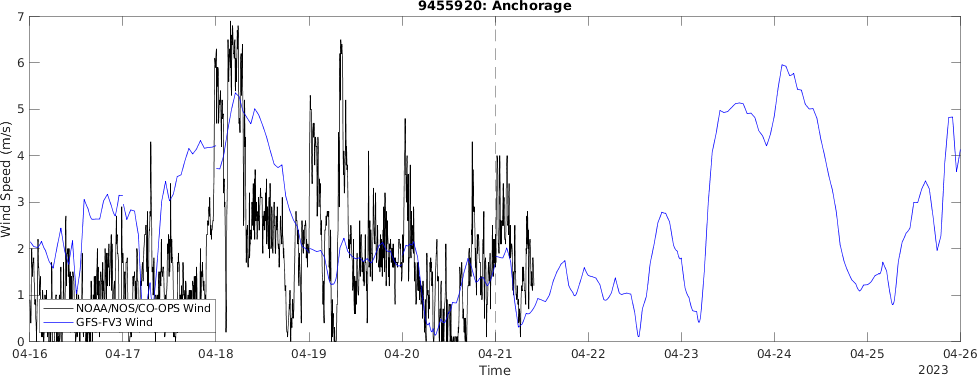 9455920: Anchorage
Wind Speed (m/s)
7
6
5
4
3
2
1
0
NOAA/NOS/CO-OPS Wind
GFS-FV3 Wind
04-16 04-17 04-18 04-19 04-20 04-21 04-22 04-23 04-24 04-25 04-26
Time
2023